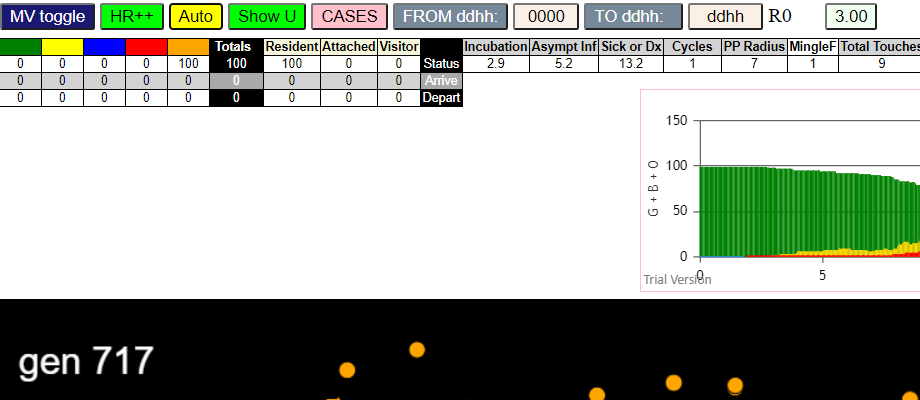 MV toggle HR++ Auto Show U CASES FROM ddhh: 0000 TO ddhh: ddhh R0 3.00
Totals Resident Attached Visitor Incubation Asympt Inf Sick or Dx Cycles PP Radius MingleF Total Touches
0 0 0 0 100 100 100 0 0 Status 2.9 5.2 13.2 1 7 1 9
0 0 0 0 0 0 0 0 0 Arrive
0 0 0 0 0 0 0 0 0 Depart
150
100
50
0
G + B + O
0 5
Trial Version
gen 717